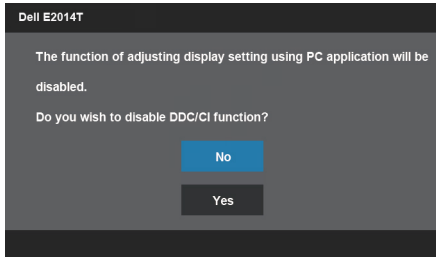 Dell E2014T
The function of adjusting display setting using PC application will be
disabled.
Do you wish to disable DDC/CI function?
No
Yes